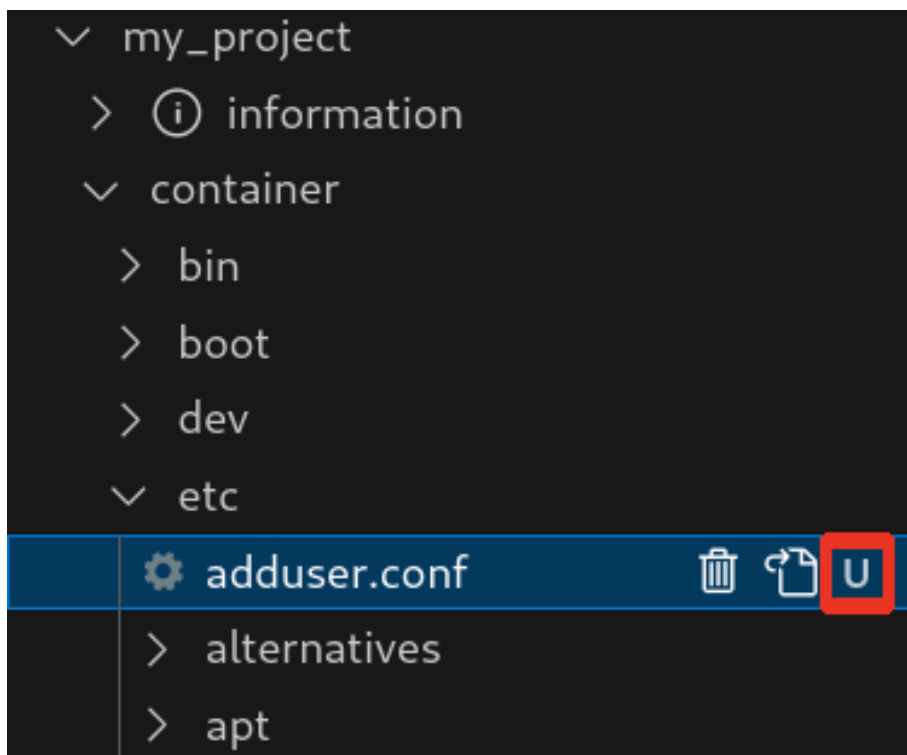 my_project
information
container
bin
boot
dev
etc
adduser.conf U
alternatives
apt